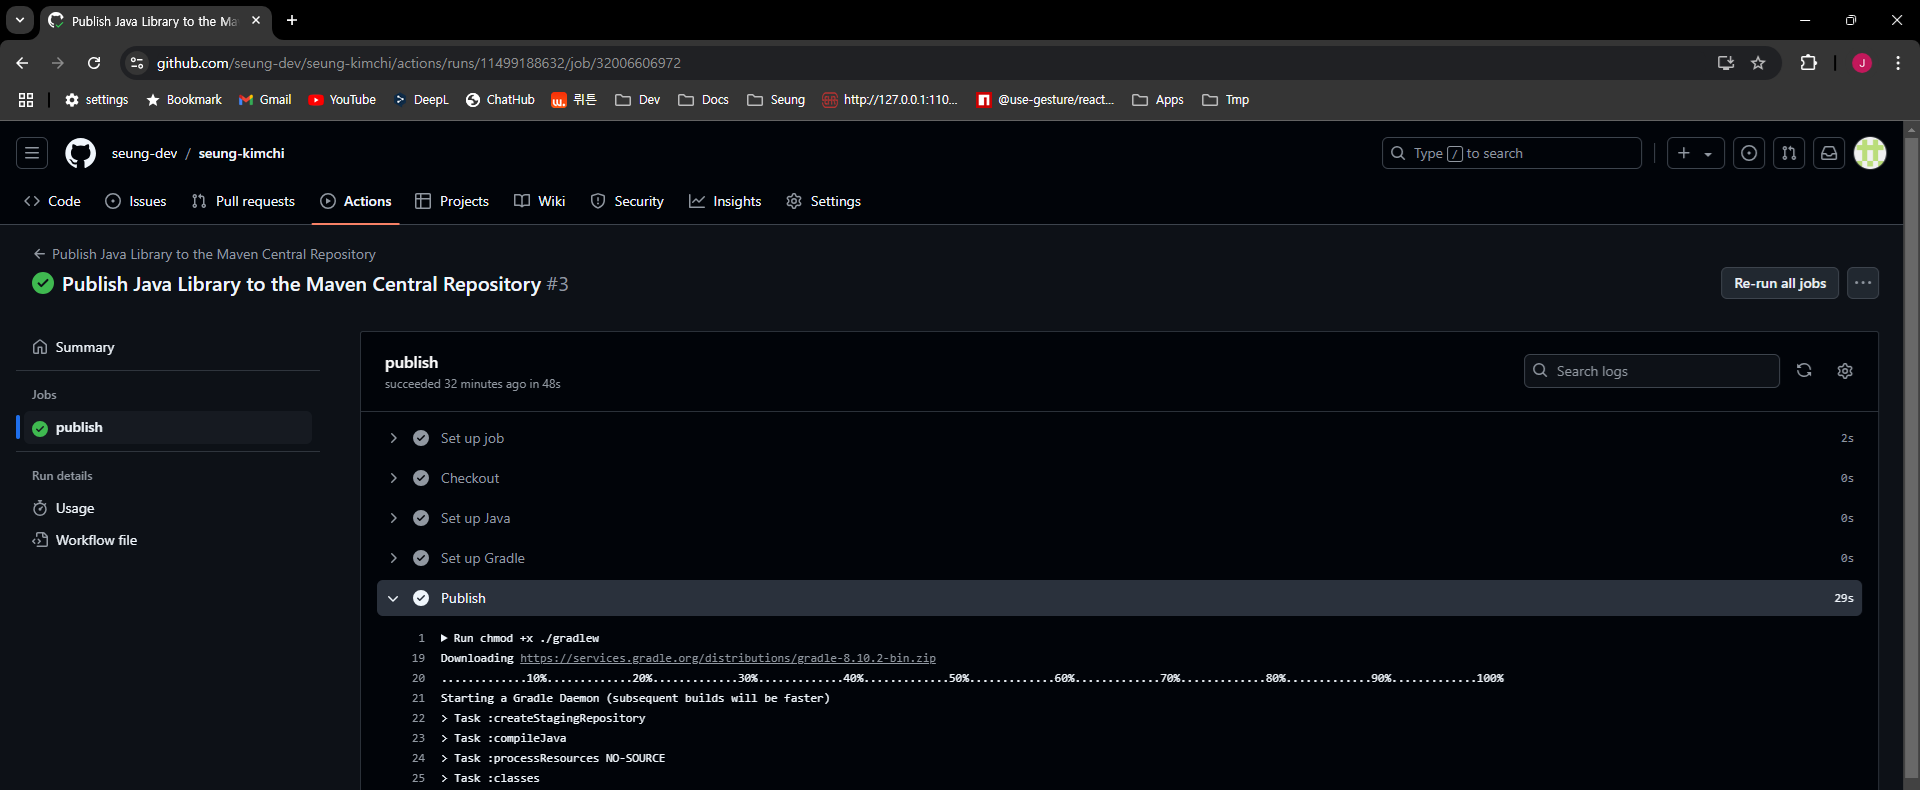 Publish Java Library to the Ma
github.com/seung-dev/seung-kimchi/actions/runs/11499188632/job/32006606972
J
settings Bookmark Gmail YouTube DeepL ChatHub w. 뤼튼 Dev Docs Seung http://127.0.0.1:110... @use-gesture/react... Apps Tmp
seung-dev / seung-kimchi
Type / to search
Code Issues Pull requests Actions Projects Wiki Security Insights Settings
Publish Java Library to the Maven Central Repository
Publish Java Library to the Maven Central Repository #3
Re-run all jobs
Summary
Jobs
publish
Run details
Usage
Workflow file
publish
succeeded 32 minutes ago in 48s
Search logs
Set up job 2s
Checkout 0s
Set up Java 0s
Set up Gradle 0s
Publish 29s
1 Run chmod +x ./gradlew
19 Downloading https://services.gradle.org/distributions/gradle-8.10.2-bin.zip
20 .............10%.............20%.............30%.............40%.............50%.............60%.............70%.............80%.............90%.............100%
21 Starting a Gradle Daemon (subsequent builds will be faster)
22 > Task :createStagingRepository
23 > Task :compileJava
24 > Task :processResources NO-SOURCE
25 > Task :classes